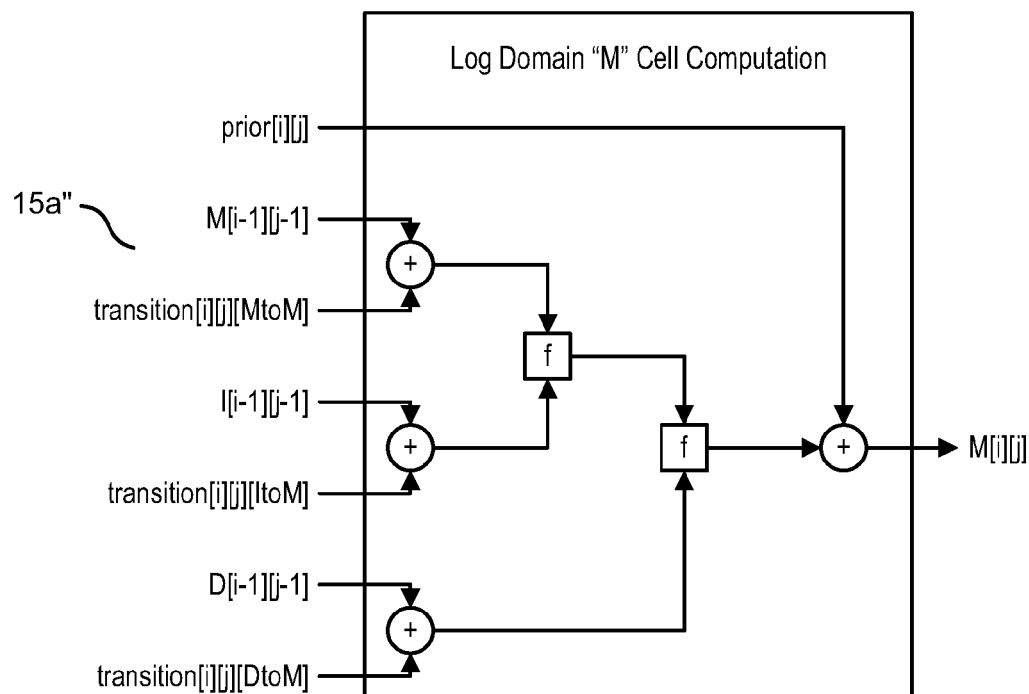 Log Domain “M” Cell Computation
prior[i][j]
15a"
M[i-1][j-1]
+
transition[i][j][MtoM]
f
I[i-1][j-1]
+
f
+
M[i][j]
transition[i][j][ItoM]
D[i-1][j-1]
+
transition[i][j][DtoM]